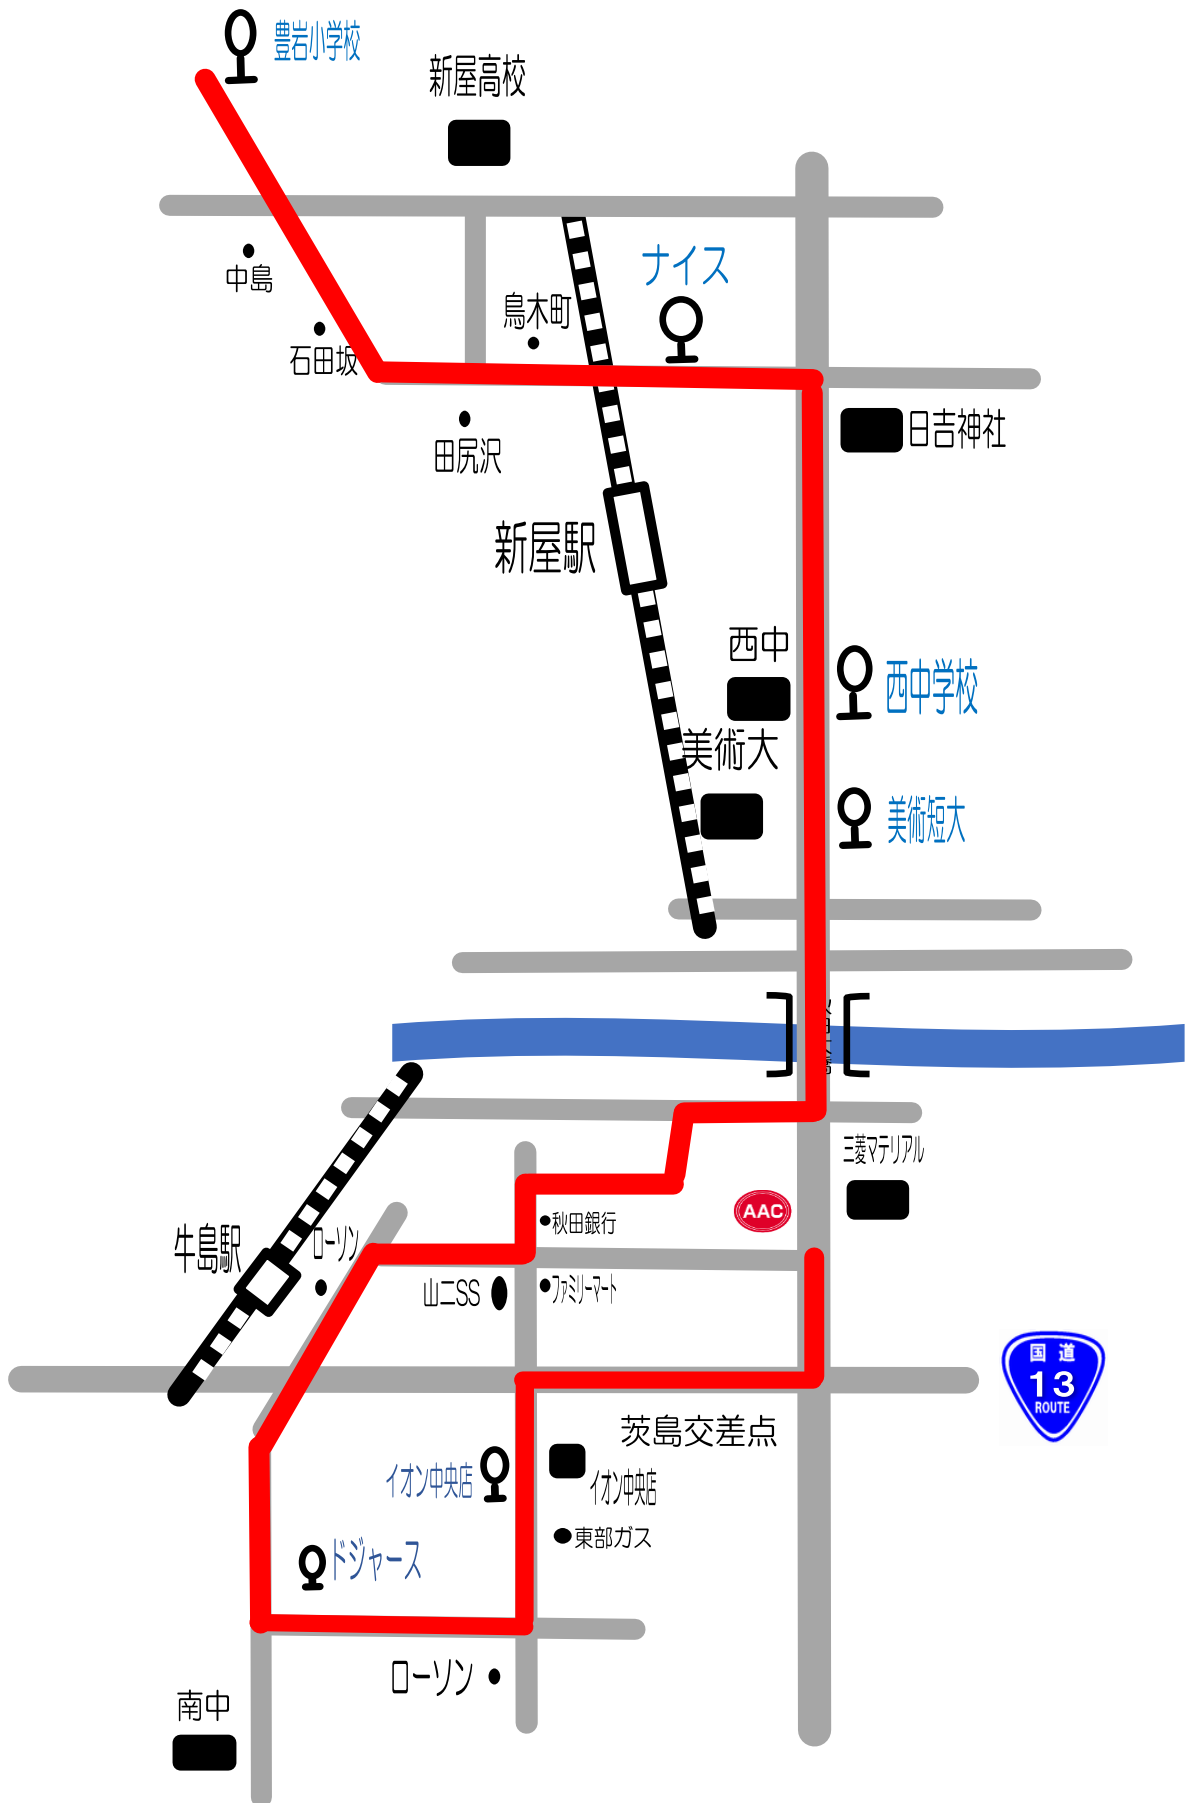 豊岩小学校
新屋高校
ナイス
中島
鳥木町
石田坂
日吉神社
田尻沢
新屋駅
西中
西中学校
美術大
美術短大
三菱マテリアル
AAC
秋田銀行
牛島駅
ローソン
山二SS
ファミリーマート
国道
13
ROUTE
茨島交差点
イオン中央店
イオン中央店
東部ガス
ドジャース
ローソン
南中